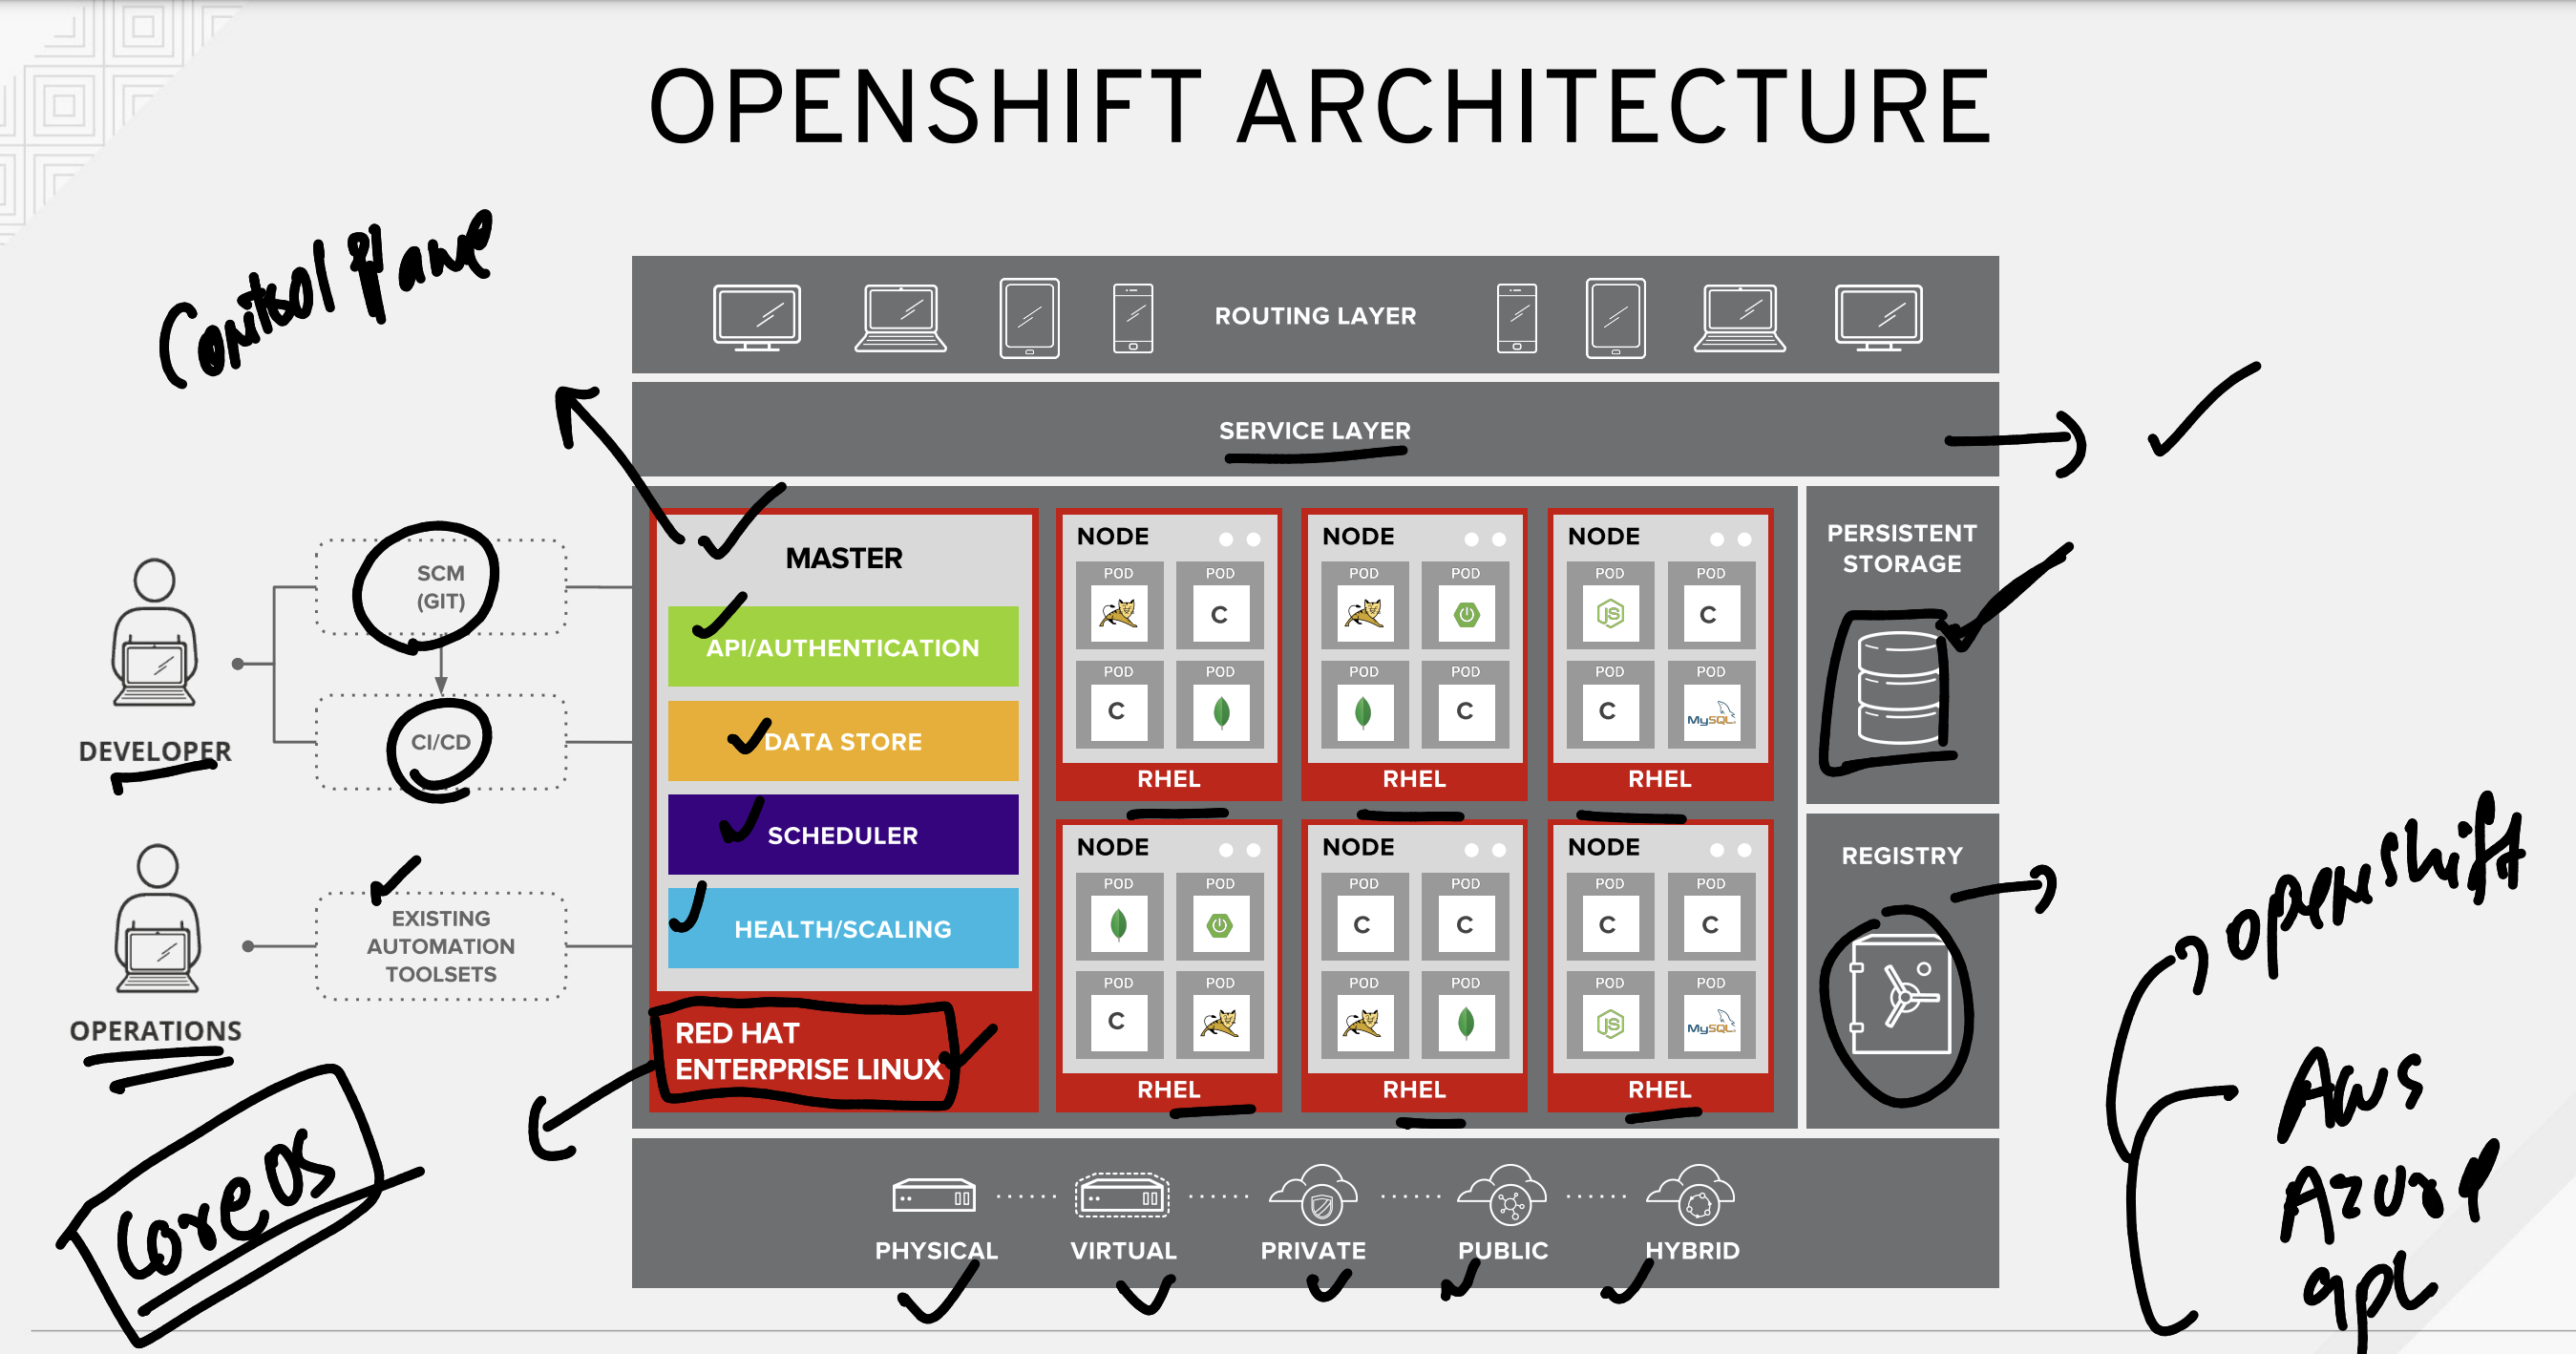 OPENSHIFT ARCHITECTURE
Control plane
ROUTING LAYER
SERVICE LAYER
SCM
(GIT)
CI/CD
DEVELOPER
EXISTING
AUTOMATION
TOOLSETS
OPERATIONS
CoreOS
MASTER
API/AUTHENTICATION
DATA STORE
SCHEDULER
HEALTH/SCALING
RED HAT
ENTERPRISE LINUX
NODE
POD POD
C
POD POD
C
RHEL
NODE
POD POD
POD POD
C
RHEL
NODE
POD POD
JS C
POD POD
C MySQL
RHEL
NODE
POD POD
POD POD
C
RHEL
NODE
POD POD
C C
POD POD
RHEL
NODE
POD POD
C C
POD POD
JS MySQL
RHEL
PERSISTENT
STORAGE
REGISTRY
openshift
Aws
Azure
PHYSICAL
VIRTUAL
PRIVATE
PUBLIC
HYBRID